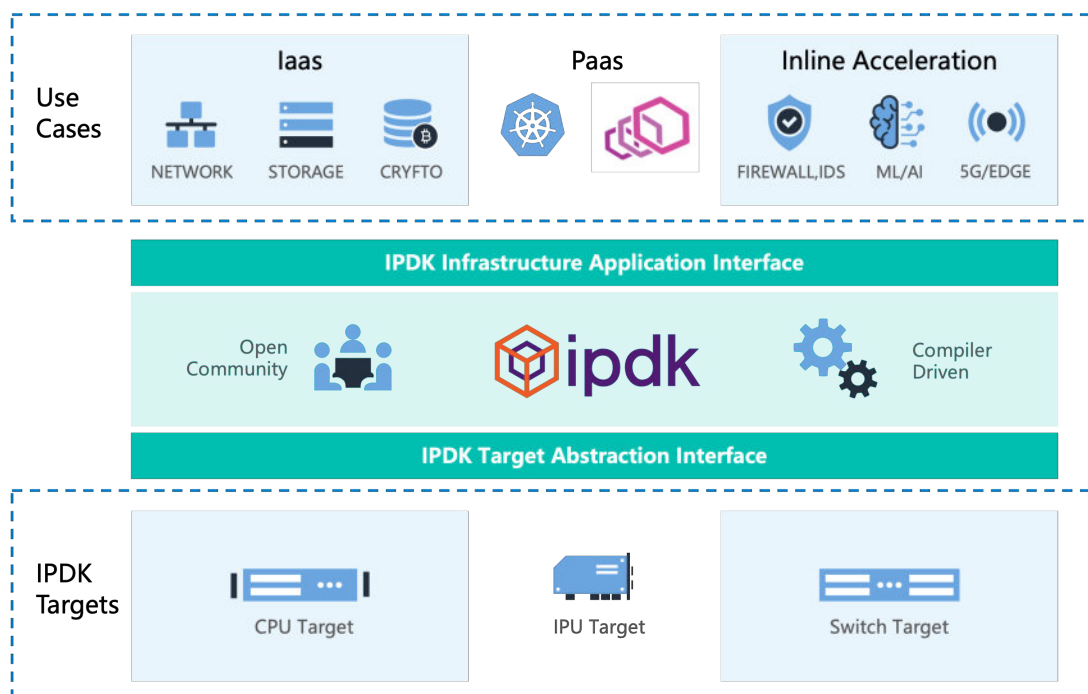 Use
Cases
Iaas
NETWORK
STORAGE
CRYFTO
Paas
Inline Acceleration
FIREWALL,IDS
ML/AI
5G/EDGE
IPDK Infrastructure Application Interface
Open
Community
ipdk
Compiler
Driven
IPDK Target Abstraction Interface
IPDK
Targets
CPU Target
IPU Target
Switch Target